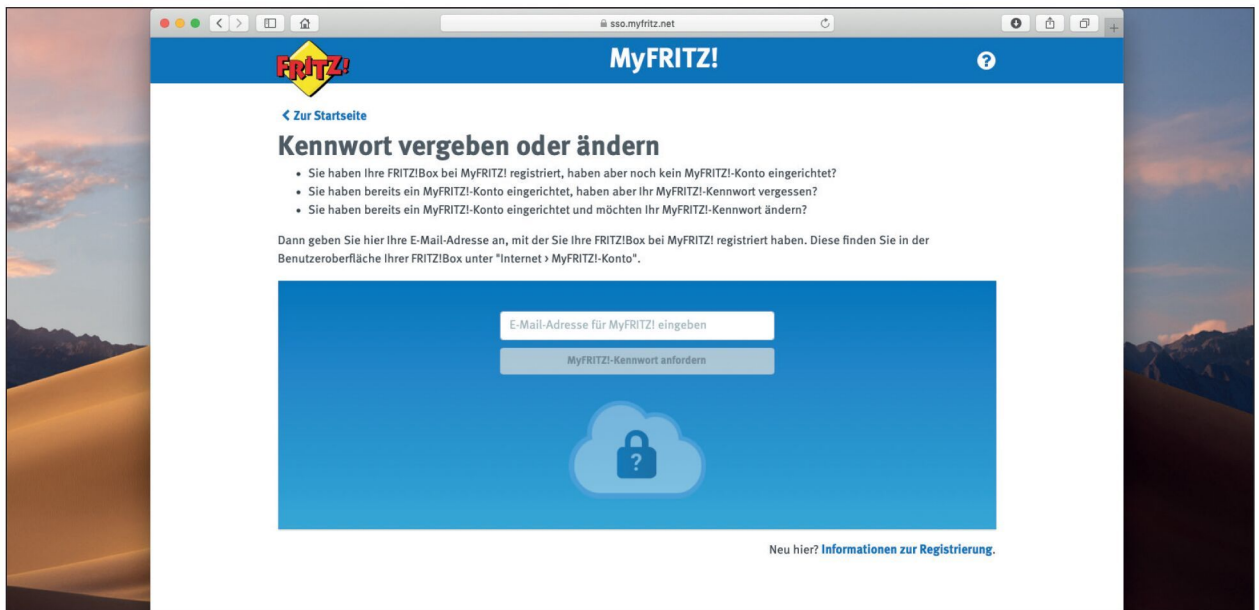 sso.myfritz.net
FRITZ!
MyFRITZ!
?
Zur Startseite
Kennwort vergeben oder ändern
• Sie haben Ihre FRITZ!Box bei MyFRITZ! registriert, haben aber noch kein MyFRITZ!-Konto eingerichtet?
• Sie haben bereits ein MyFRITZ!-Konto eingerichtet, haben aber Ihr MyFRITZ!-Kennwort vergessen?
• Sie haben bereits ein MyFRITZ!-Konto eingerichtet und möchten Ihr MyFRITZ!-Kennwort ändern?
Dann geben Sie hier Ihre E-Mail-Adresse an, mit der Sie Ihre FRITZ!Box bei MyFRITZ! registriert haben. Diese finden Sie in der
Benutzeroberfläche Ihrer FRITZ!Box unter "Internet › MyFRITZ!-Konto".
E-Mail-Adresse für MyFRITZ! eingeben
MyFRITZ!-Kennwort anfordern
?
Neu hier? Informationen zur Registrierung.